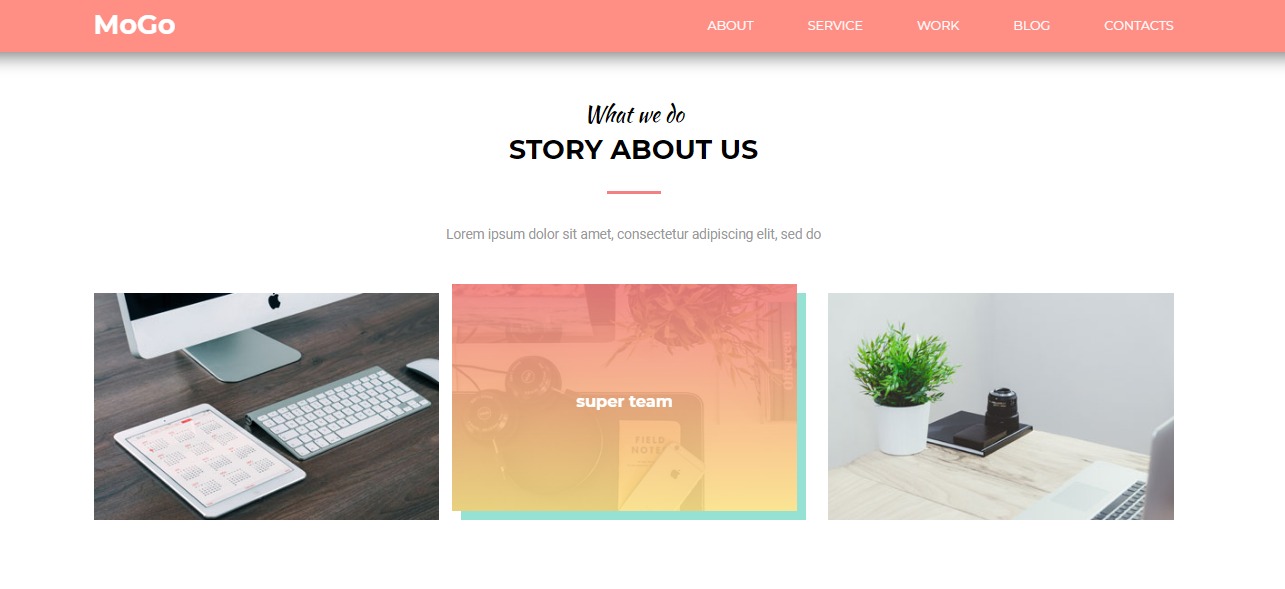 MoGo
ABOUT SERVICE WORK BLOG CONTACTS
What we do
STORY ABOUT US
Lorem ipsum dolor sit amet, consectetur adipiscing elit, sed do
super team
FIELD
NOTES